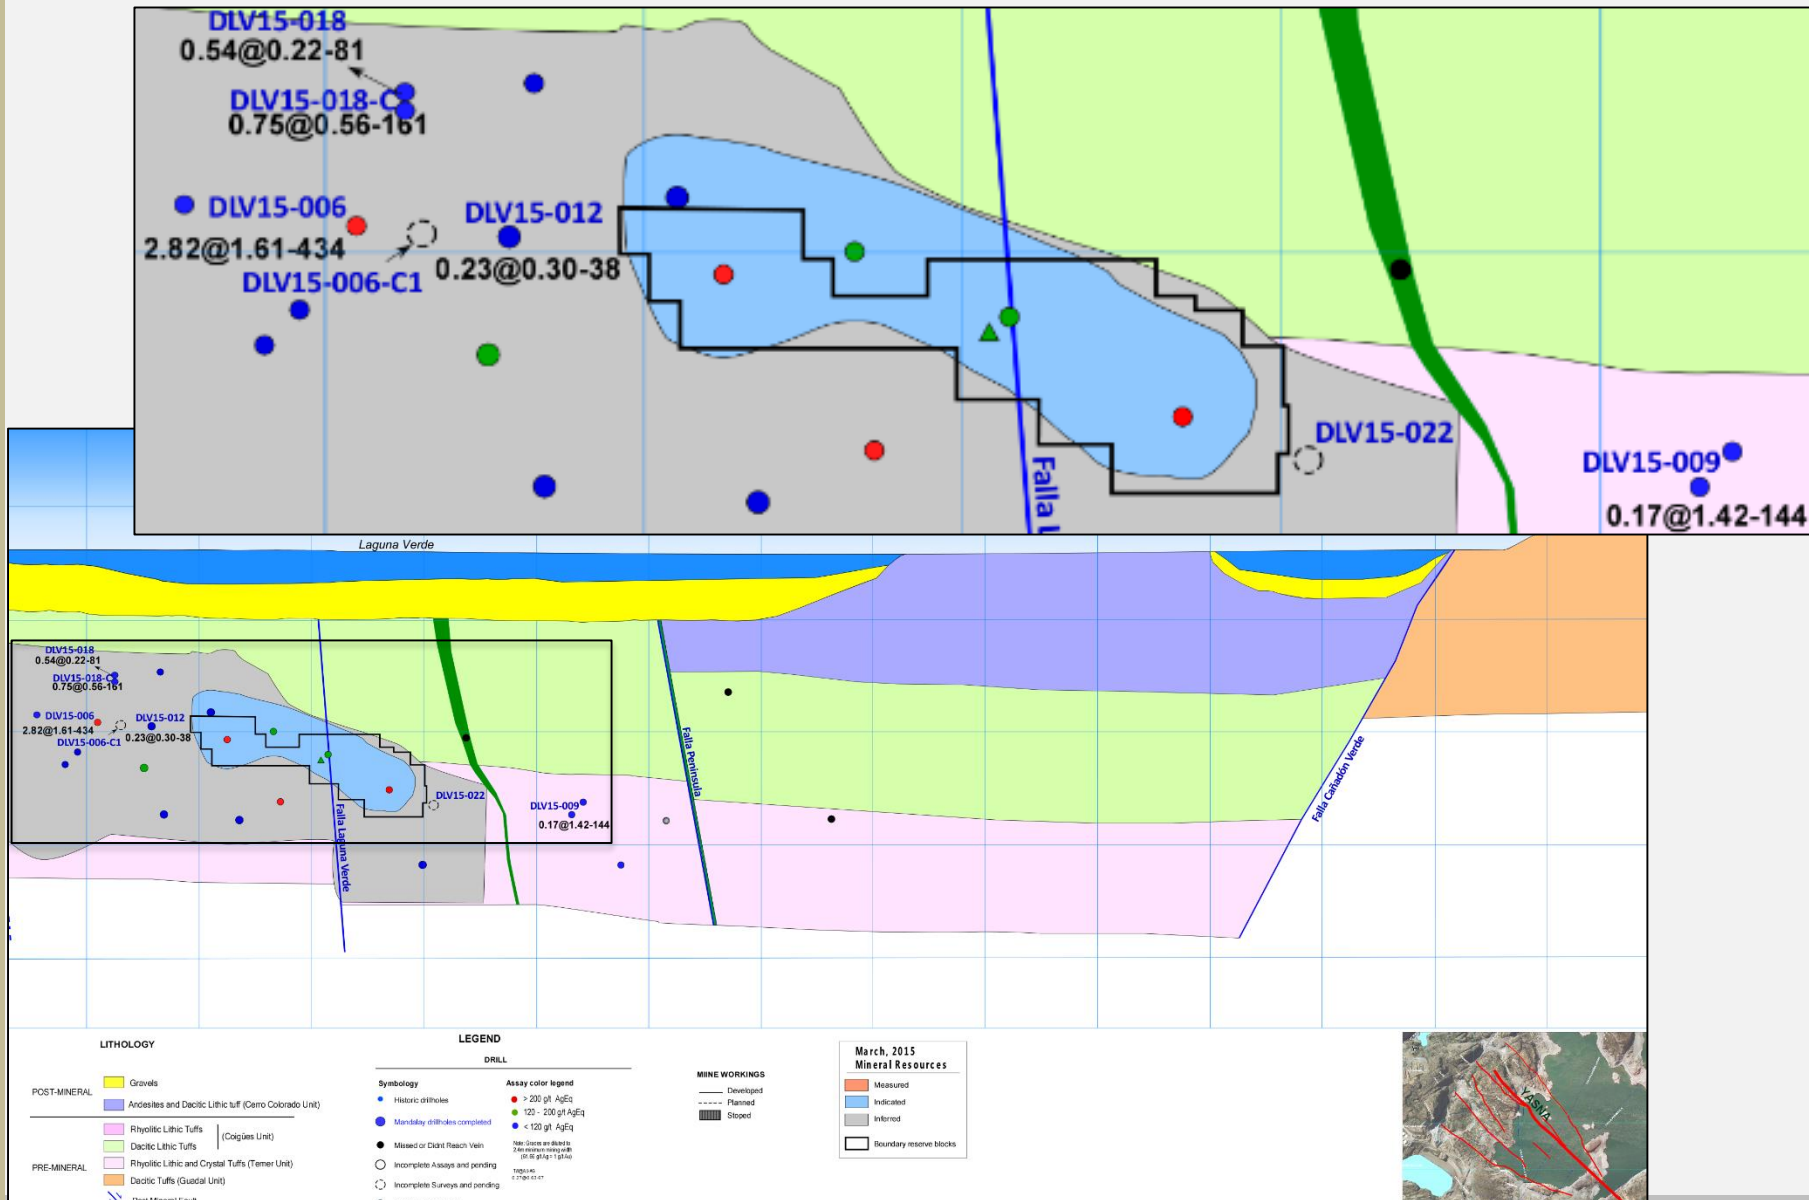 DLV15-018
0.54@0.22-81
DLV15-018-C
0.75@0.56-161
DLV15-006
2.82@1.61-434
DLV15-006-C1
DLV15-012
0.23@0.30-38
DLV15-022
DLV15-009
0.17@1.42-144
Falla L
Laguna Verde
DLV15-018
0.54@0.22-81
DLV15-018-C
0.75@0.56-161
DLV15-006
2.82@1.61-434
DLV15-006-C1
DLV15-012
0.23@0.30-38
DLV15-022
DLV15-009
0.17@1.42-144
Falla Laguna Verde
Falla Peninsula
Falla Cañadón Verde
LITHOLOGY
POST-MINERAL
Gravels
Andesites and Dacitic Lithic tuff (Cerro Colorado Unit)
PRE-MINERAL
Rhyolitic Lithic Tuffs
Dacitic Lithic Tuffs
(Coigües Unit)
Rhyolitic Lithic and Crystal Tuffs (Temer Unit)
Dacitic Tuffs (Guadal Unit)
Post Mineral Fault
LEGEND
DRILL
Symbology
Historic drillholes
Mandalay drillholes completed
Missed or Didnt Reach Vein
Incomplete Assays and pending
Incomplete Surveys and pending
Assay color legend
> 200 g/t AgEq
120 - 200 g/t AgEq
< 120 g/t AgEq
Note: Grades are diluted to
MIINE WORKINGS
Developed
Planned
Stoped
March, 2015
Mineral Resources
Measured
Indicated
Inferred
Boundary reserve blocks
YASNA